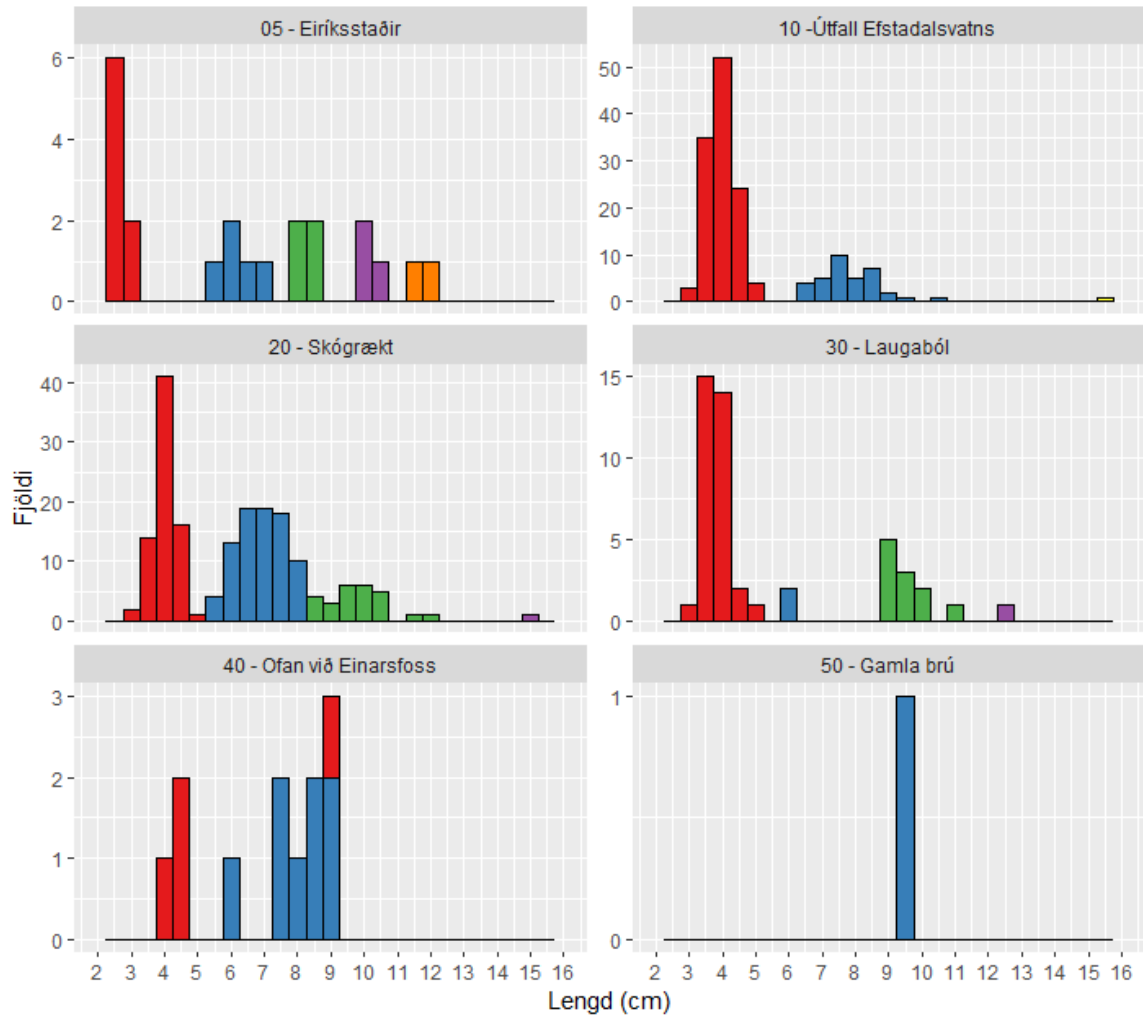 05 - Eiríksstaðir
10 -Útfall Efstadalsvatns
6
4
2
0
50
40
30
20
10
0
20 - Skógrækt
30 - Laugaból
40
30
20
10
0
15
10
5
0
Fjöldi
40 - Ofan við Einarsfoss
50 - Gamla brú
3
2
1
0
1
0
2 3 4 5 6 7 8 9 10 11 12 13 14 15 16
2 3 4 5 6 7 8 9 10 11 12 13 14 15 16
Lengd (cm)